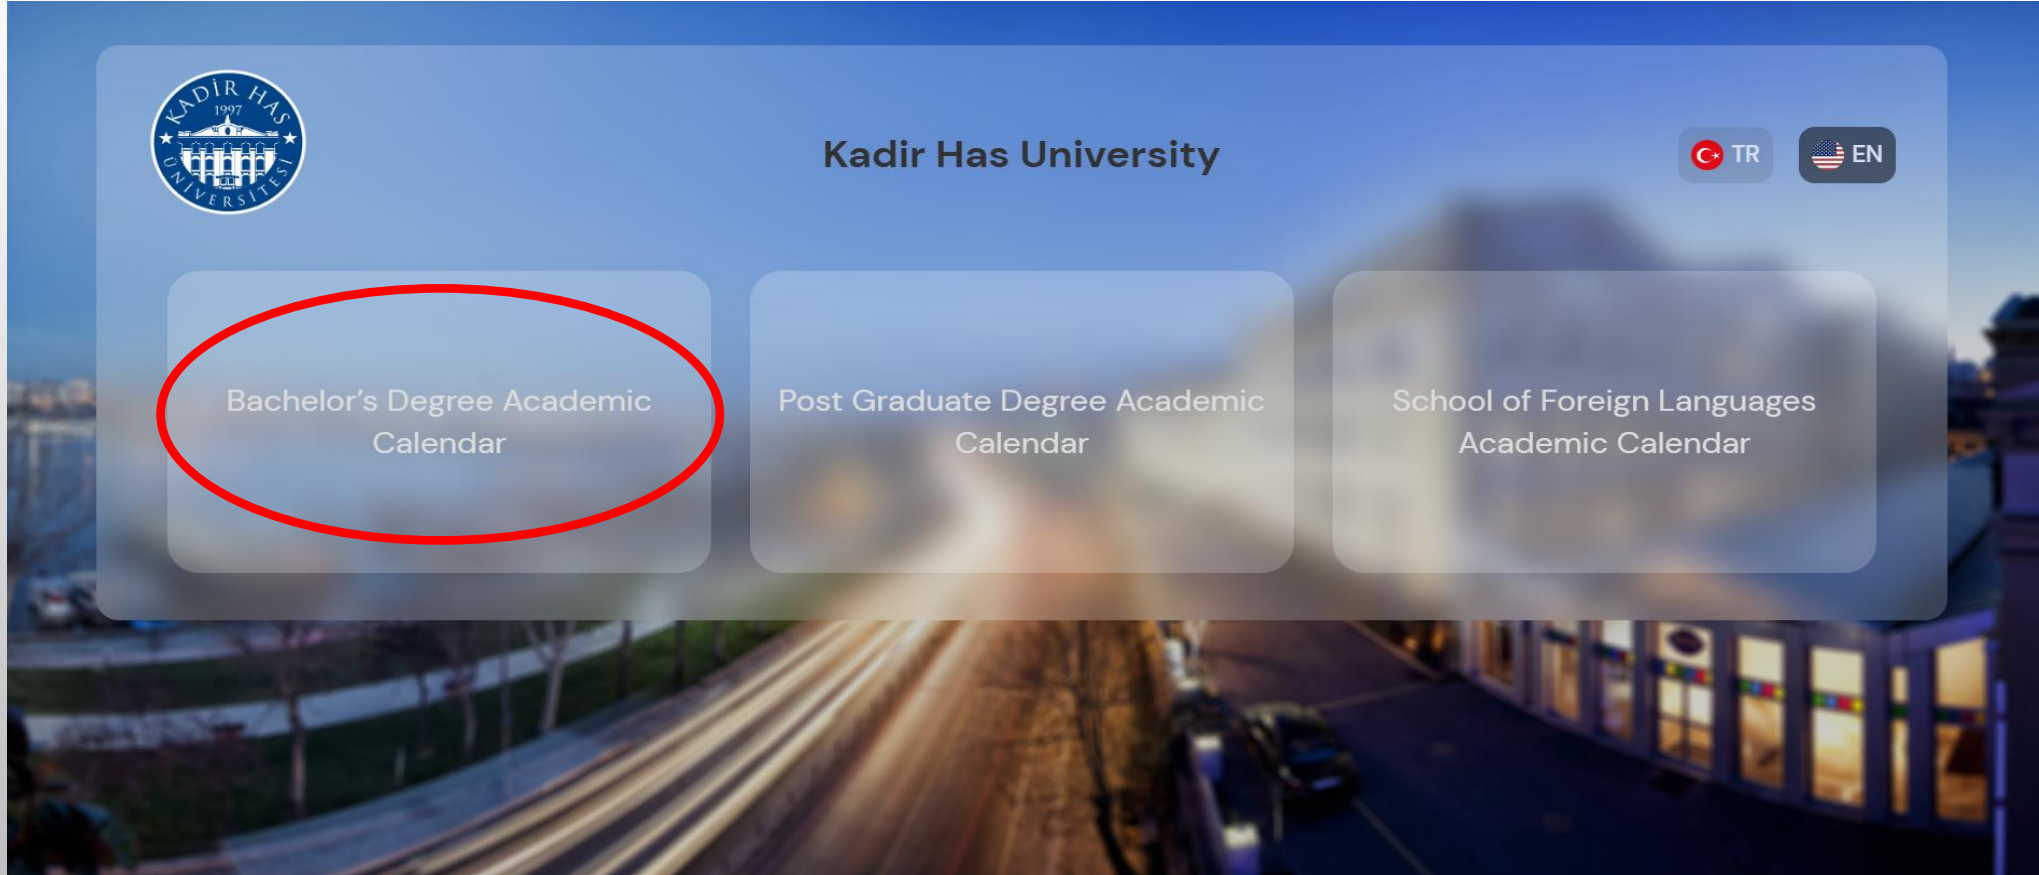 KADİR HAS
1997
ÜNİVERSİTESİ
Kadir Has University
TR
EN
Bachelor's Degree Academic
Calendar
Post Graduate Degree Academic
Calendar
School of Foreign Languages
Academic Calendar